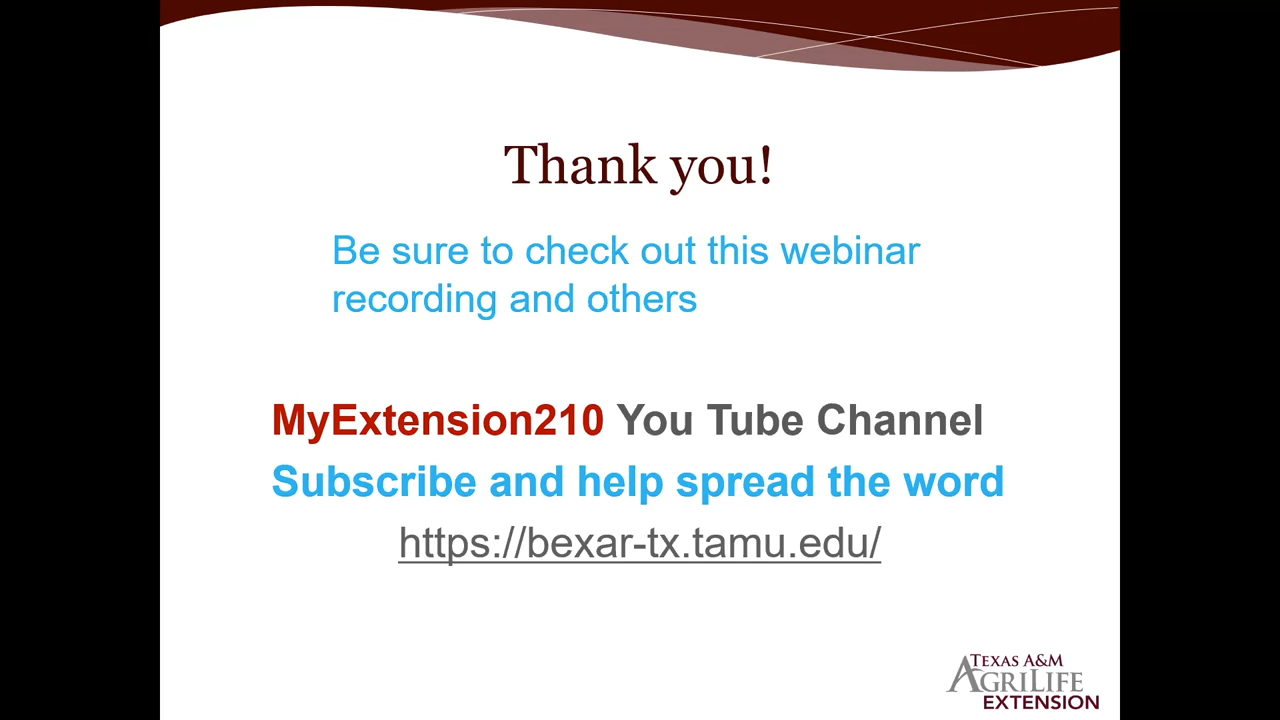 Thank you!
Be sure to check out this webinar
recording and others
MyExtension210 You Tube Channel
Subscribe and help spread the word
https://bexar-tx.tamu.edu/
TEXAS A&M
AGRILIFE
EXTENSION